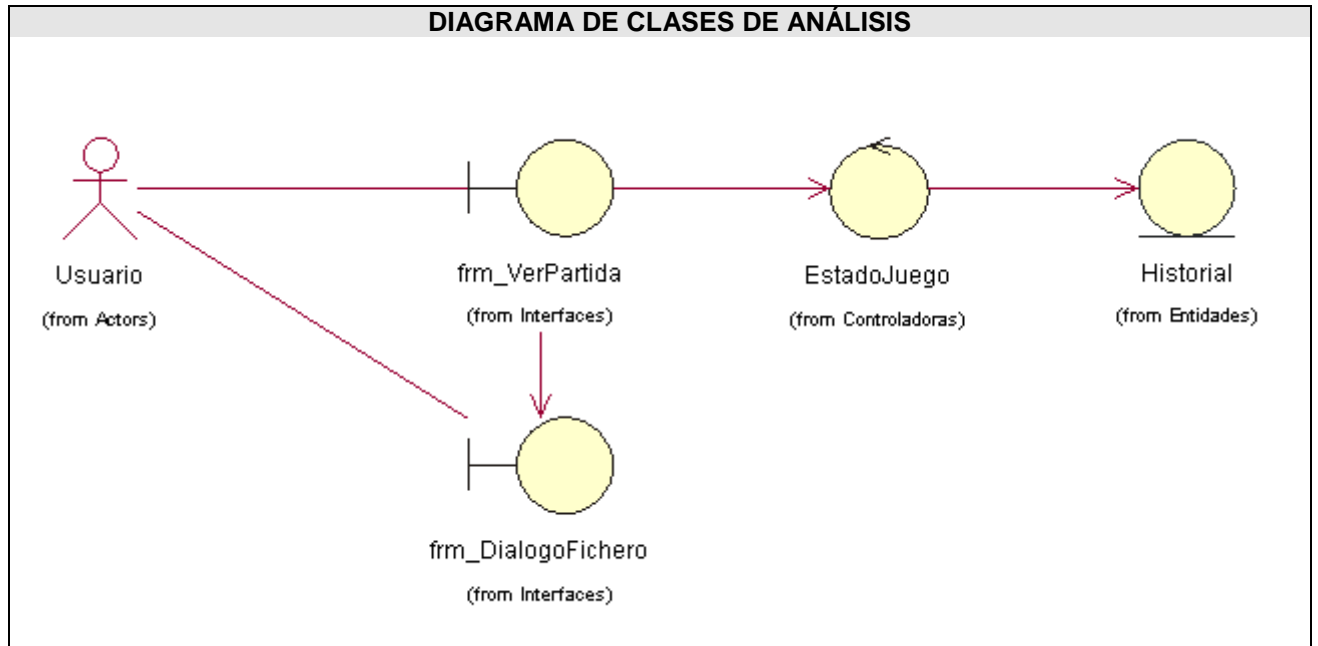 DIAGRAMA DE CLASES DE ANÁLISIS
Usuario
(from Actors)
frm_VerPartida
(from Interfaces)
EstadoJuego
(from Controladoras)
Historial
(from Entidades)
frm_DialogoFichero
(from Interfaces)